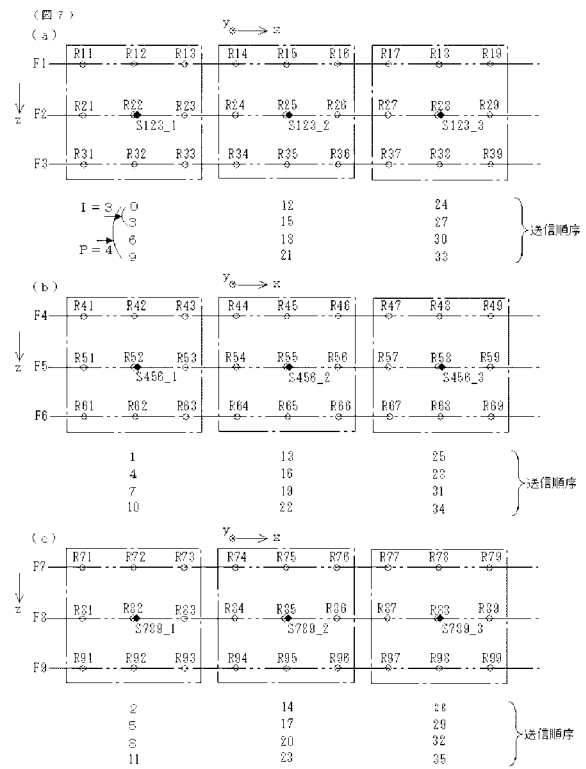 (図7)
(a)
y x
R11 R12 R13 R14 R15 R16 R17 R18 R19
F1
R21 R22 R23 R24 R25 R26 R27 R28 R29
F2
z
S123_1 S123_2 S123_3
R31 R32 R33 R34 R35 R36 R37 R38 R39
F3
I=3 0 12 24
3 15 27
送信順序
P=4 6 18 30
9 21 33
(b)
y x
R41 R42 R43 R44 R45 R46 R47 R48 R49
F4
R51 R52 R53 R54 R55 R56 R57 R58 R59
F5
z
S456_1 S456_2 S456_3
R61 R62 R63 R64 R65 R66 R67 R68 R69
F6
1 13 25
4 16 28
送信順序
7 19 31
10 22 34
(c)
y x
R71 R72 R73 R74 R75 R76 R77 R78 R79
F7
R81 R82 R83 R84 R85 R86 R87 R88 R89
F8
z
S789_1 S789_2 S789_3
R91 R92 R93 R94 R95 R96 R97 R98 R99
F9
2 14 26
5 17 29
送信順序
8 20 32
11 23 35